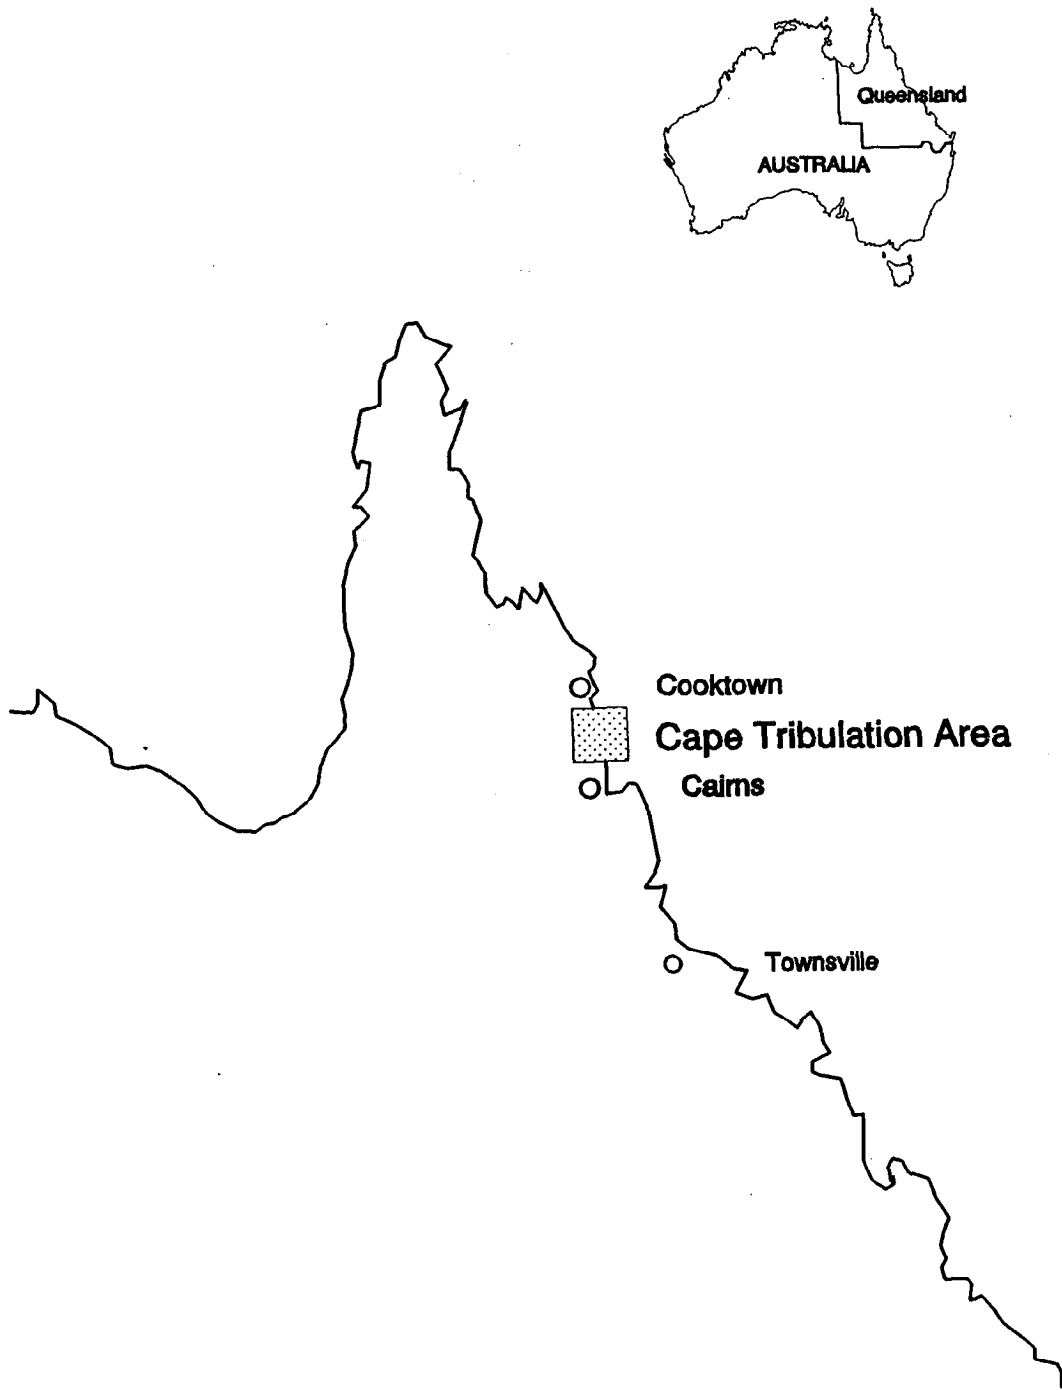 Queensland
AUSTRALIA
Cooktown
Cape Tribulation Area
Cairns
Townsville